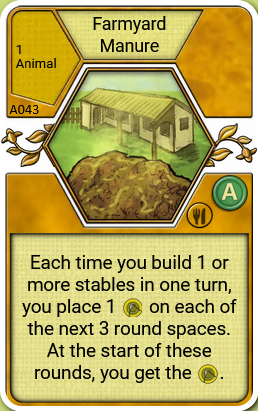 Farmyard
Manure
1
Animal
A043
A
Each time you build 1 or
more stables in one turn,
you place 1 on each of
the next 3 round spaces.
At the start of these
rounds, you get the .